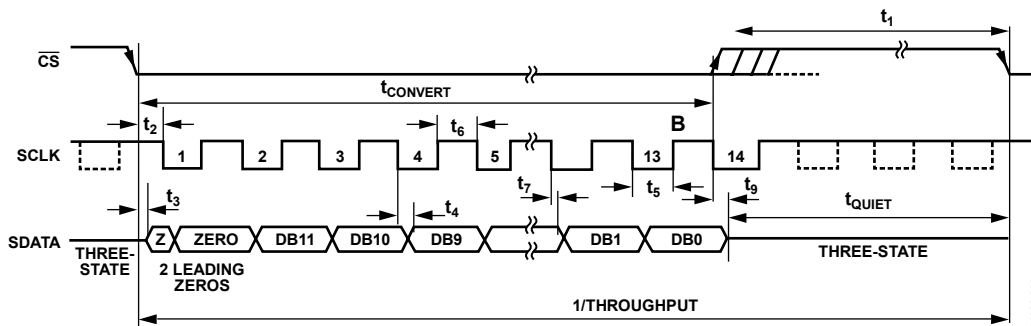 t1
CS
tCONVERT
t2
t6
B
SCLK
1
2
3
4
5
13
14
t3
t4
t7
t5
t9
tQUIET
SDATA
Z
ZERO
DB11
DB10
DB9
DB1
DB0
THREE-
STATE
2 LEADING
ZEROS
THREE-STATE
1/THROUGHPUT